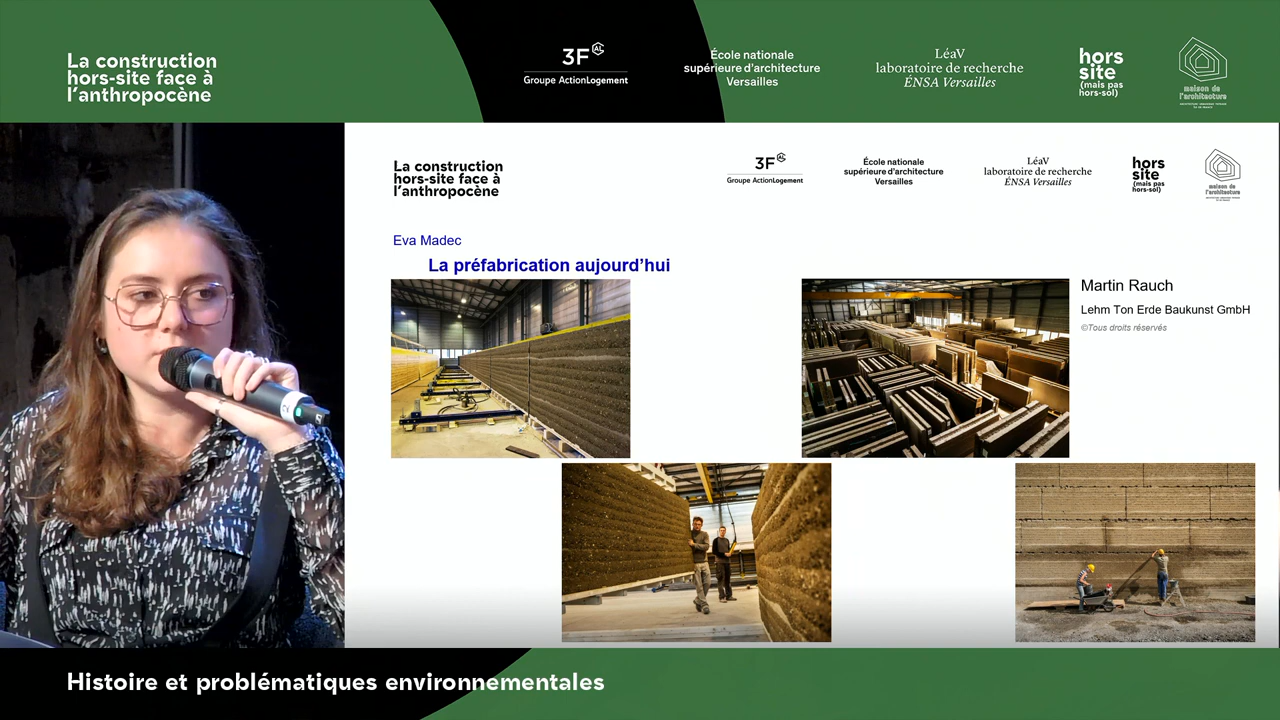 La construction
hors-site face à
l'anthropocène
3F AL
Groupe ActionLogement
École nationale
supérieure d'architecture
Versailles
LéaV
laboratoire de recherche
ÉNSA Versailles
hors
site
(mais pas
hors-sol)
maison de
l'architecture
La construction
hors-site face à
l'anthropocène
3F AL
Groupe ActionLogement
École nationale
supérieure d'architecture
Versailles
LéaV
laboratoire de recherche
ÉNSA Versailles
hors
site
(mais pas
hors-sol)
maison de
l'architecture
Eva Madec
La préfabrication aujourd'hui
Martin Rauch
Lehm Ton Erde Baukunst GmbH
©Tous droits réservés
Histoire et problématiques environnementales